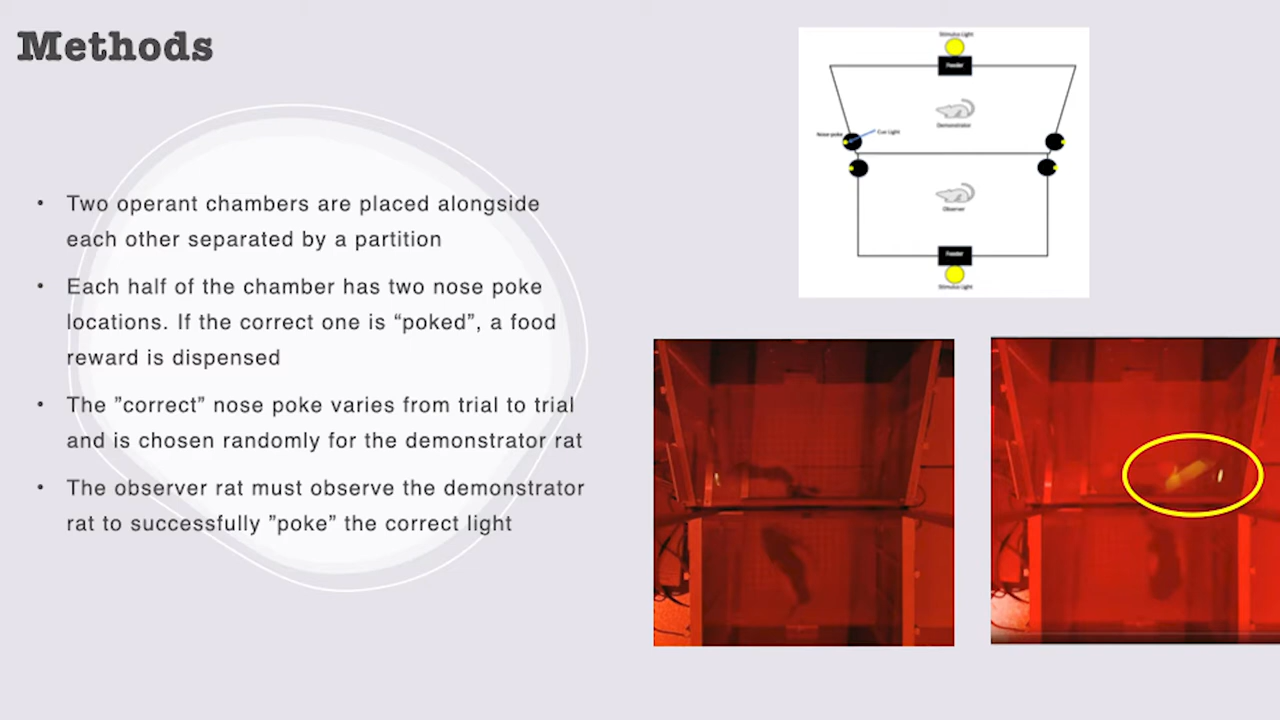 Methods
• Two operant chambers are placed alongside
each other separated by a partition
• Each half of the chamber has two nose poke
locations. If the correct one is “poked”, a food
reward is dispensed
• The ”correct” nose poke varies from trial to trial
and is chosen randomly for the demonstrator rat
• The observer rat must observe the demonstrator
rat to successfully ”poke” the correct light
Stimulus Light
Feeder
Demonstrator
Nose-poke
Cue Light
Observer
Feeder
Stimulus Light